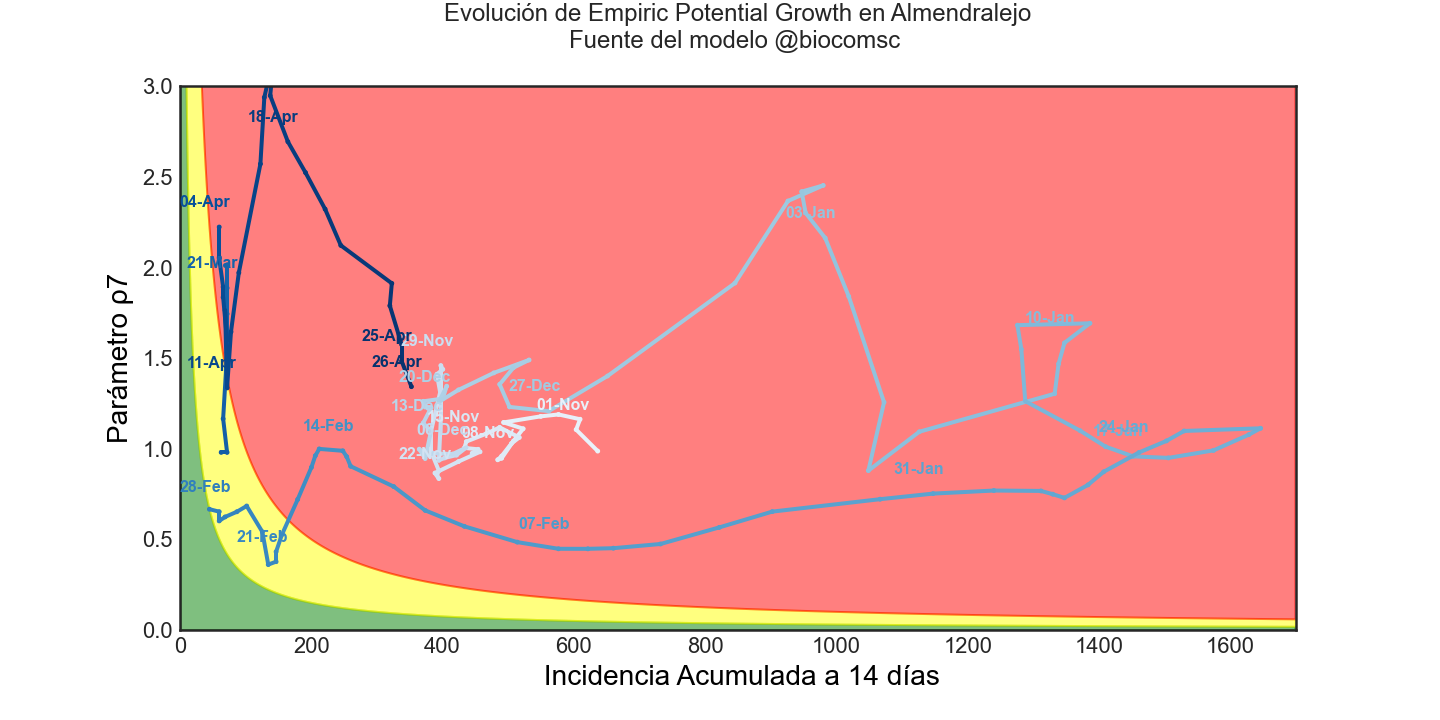 Evolución de Empiric Potential Growth en Almendralejo
Fuente del modelo @biocomsc
3.0
18-Apr
2.5
04-Apr
03-Jan
2.0
21-Mar
Parámetro ρ7
10-Jan
1.5
25-Apr
29-Nov
11-Apr
26-Apr
20-Dec
27-Dec
13-Dec
01-Nov
15-Nov
14-Feb
06-Dec
08-Nov
24-Jan
1.0
22-Nov
31-Jan
28-Feb
07-Feb
21-Feb
0.5
0.0
0
200
400
600
800
1000
1200
1400
1600
Incidencia Acumulada a 14 días